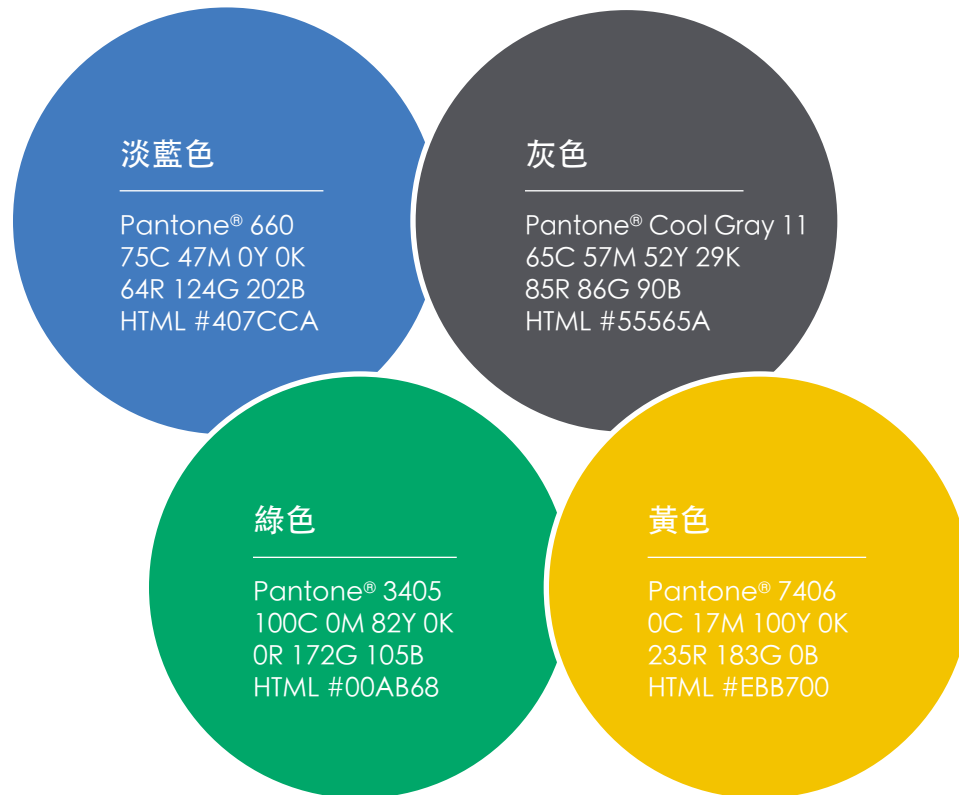 淡藍色
Pantone® 660
75C 47M 0Y 0K
64R 124G 202B
HTML #407CCA
灰色
Pantone® Cool Gray 11
65C 57M 52Y 29K
85R 86G 90B
HTML #55565A
綠色
Pantone® 3405
100C 0M 82Y 0K
0R 172G 105B
HTML #00AB68
黃色
Pantone® 7406
0C 17M 100Y 0K
235R 183G 0B
HTML #EBB700